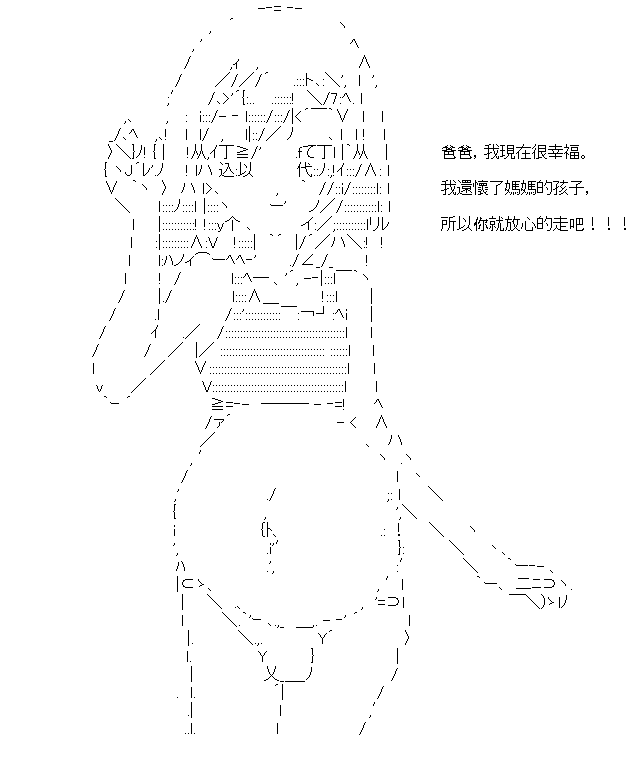 爸爸，我現在很幸福。
我還懷了媽媽的孩子，
所以你就放心的走吧！！！